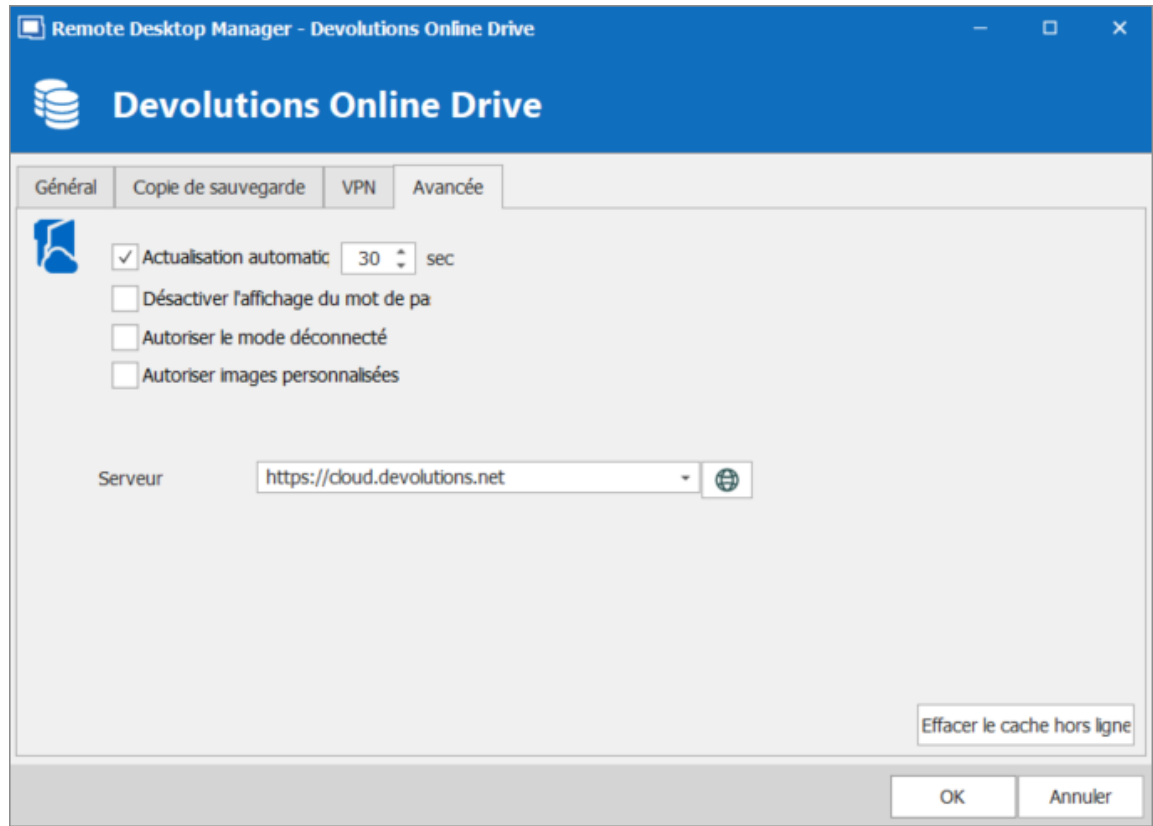 Remote Desktop Manager - Devolutions Online Drive
Devolutions Online Drive
Général Copie de sauvegarde VPN Avancée
Actualisation automatic 30 sec
Désactiver l'affichage du mot de pa
Autoriser le mode déconnecté
Autoriser images personnalisées
Serveur https://cloud.devolutions.net
Effacer le cache hors ligne
OK Annuler